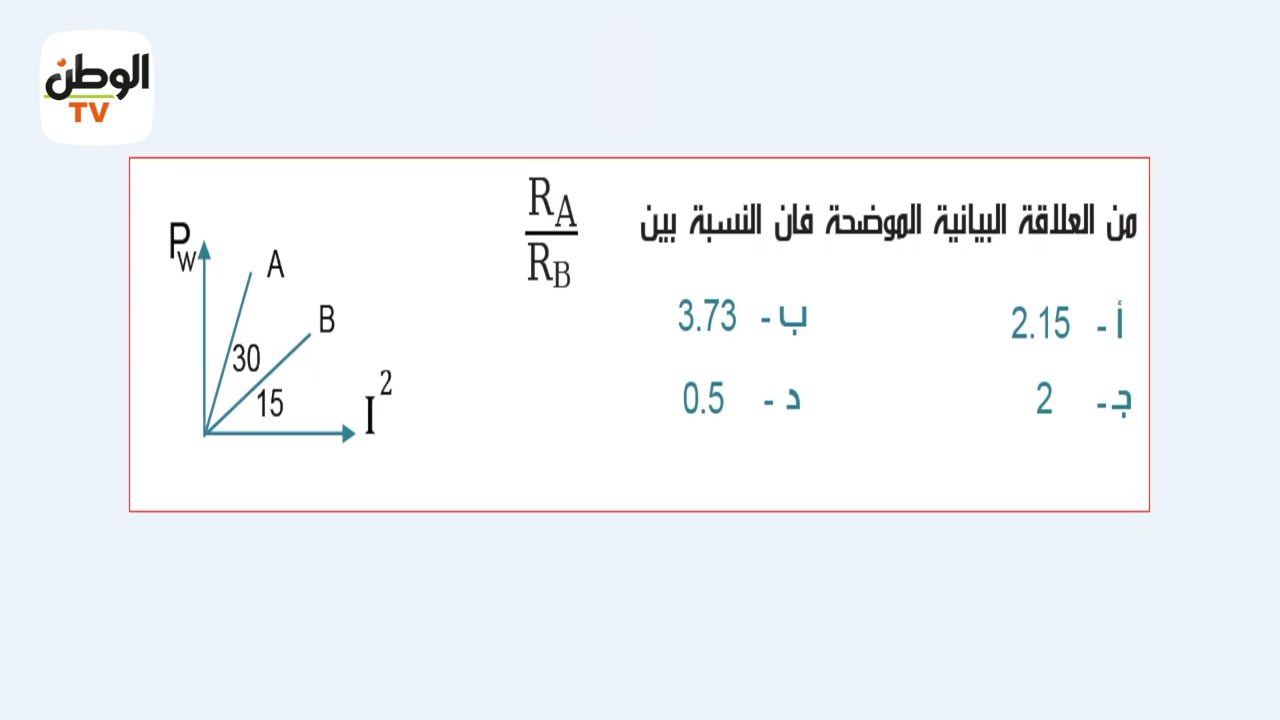 الوطن
TV
من العلاقة البيانية الموضحة فان النسبة بين
R_A
R_B
أ - 2.15
ب - 3.73
جـ - 2
د - 0.5
P_W
A
B
30
15
I²